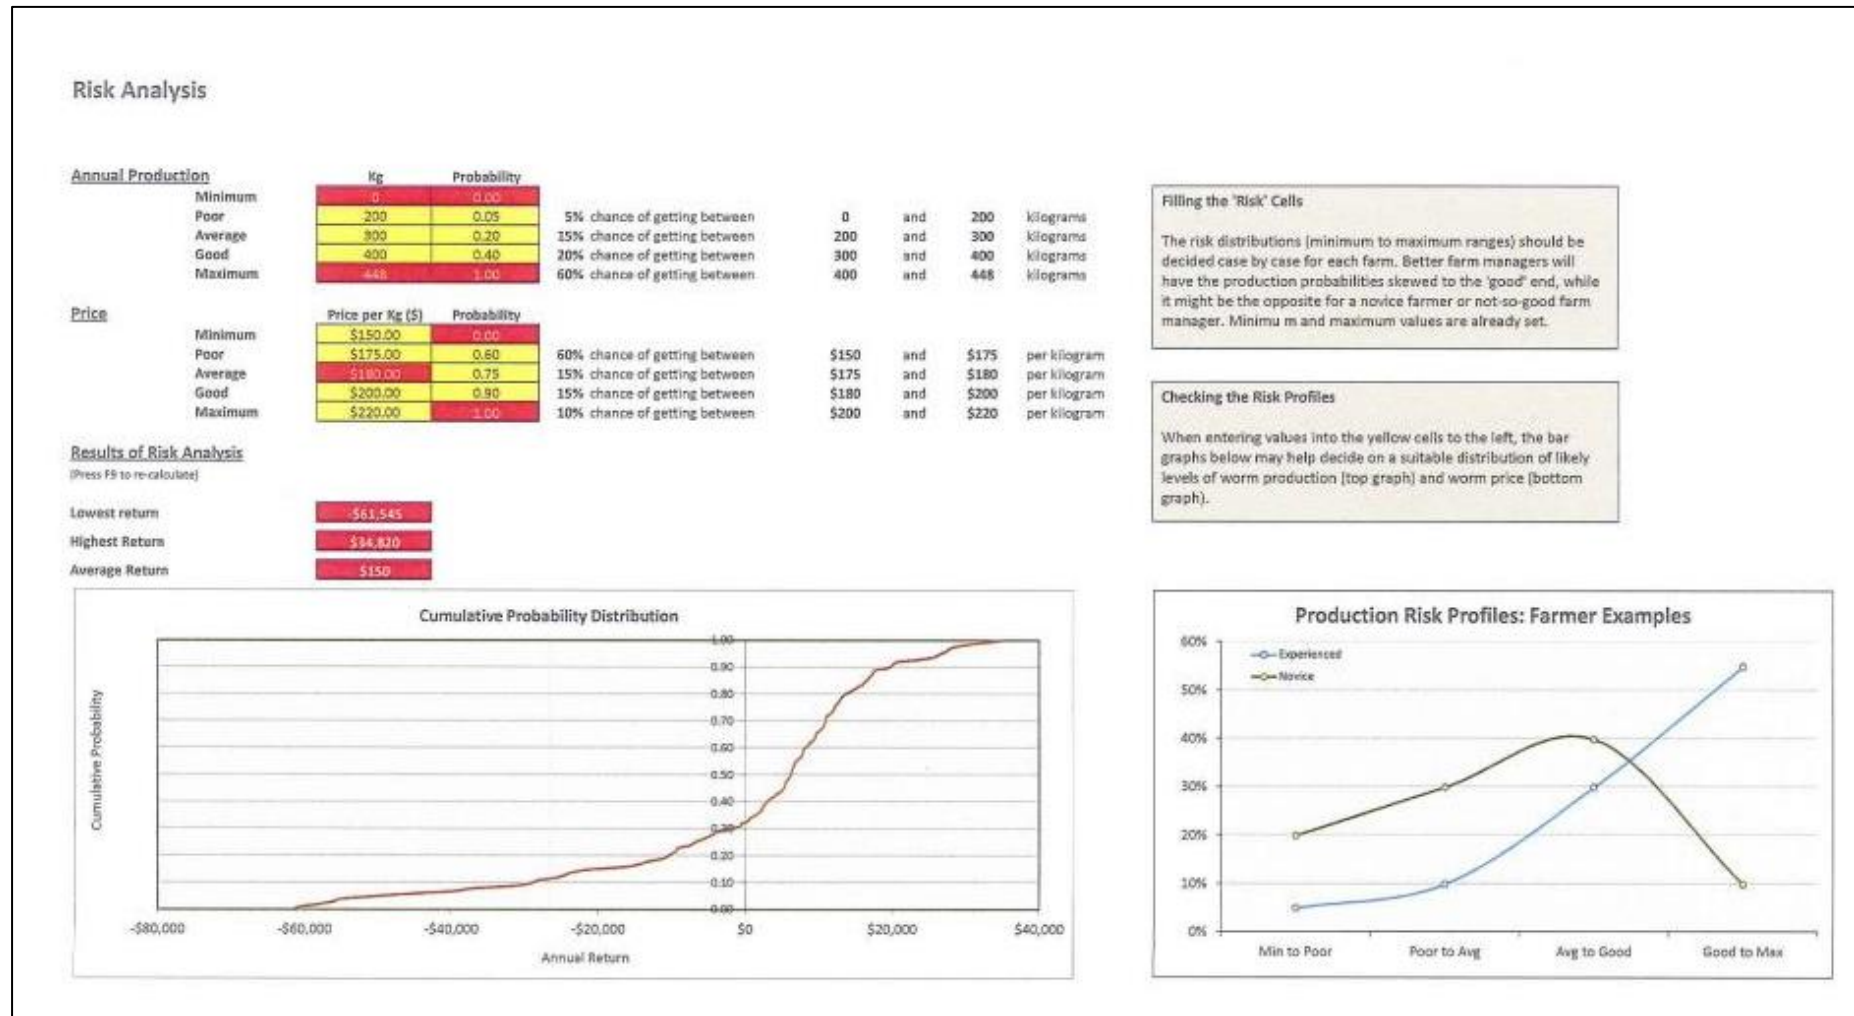 Risk Analysis
Annual Production Kg Probability
Minimum 0 0.00
Poor 200 0.05 5% chance of getting between 0 and 200 kilograms
Average 300 0.20 15% chance of getting between 200 and 300 kilograms
Good 400 0.40 20% chance of getting between 300 and 400 kilograms
Maximum 448 1.00 60% chance of getting between 400 and 448 kilograms
Price Price per Kg ($) Probability
Minimum $150.00 0.00
Poor $175.00 0.60 60% chance of getting between $150 and $175 per kilogram
Average $180.00 0.75 15% chance of getting between $175 and $180 per kilogram
Good $200.00 0.90 15% chance of getting between $180 and $200 per kilogram
Maximum $220.00 1.00 10% chance of getting between $200 and $220 per kilogram
Results of Risk Analysis
(Press F9 to re-calculate)
Lowest return -$61,545
Highest Return $34,820
Average Return $150
Filling the 'Risk' Cells
The risk distributions (minimum to maximum ranges) should be
decided case by case for each farm. Better farm managers will
have the production probabilities skewed to the 'good' end, while
it might be the opposite for a novice farmer or not-so-good farm
manager. Minimu m and maximum values are already set.
Checking the Risk Profiles
When entering values into the yellow cells to the left, the bar
graphs below may help decide on a suitable distribution of likely
levels of worm production (top graph) and worm price (bottom
graph).
Cumulative Probability Distribution
Cumulative Probability
1.00
0.90
0.80
0.70
0.60
0.50
0.40
0.30
0.20
0.10
0.00
-$80,000 -$60,000 -$40,000 -$20,000 $0 $20,000 $40,000
Annual Return
Production Risk Profiles: Farmer Examples
60%
Experienced
Novice
50%
40%
30%
20%
10%
0%
Min to Poor Poor to Avg Avg to Good Good to Max